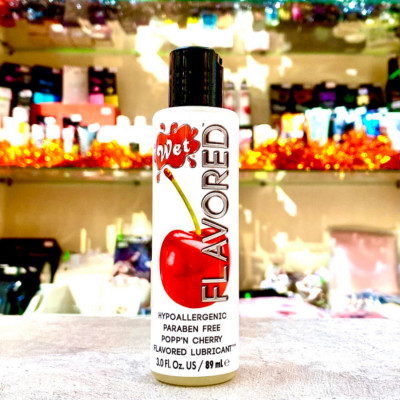 Wet
FLAVORED
HYPOALLERGENIC
PARABEN FREE
POPP'N CHERRY
FLAVORED LUBRICANT
3.0 Fl. Oz. US / 89 mL e